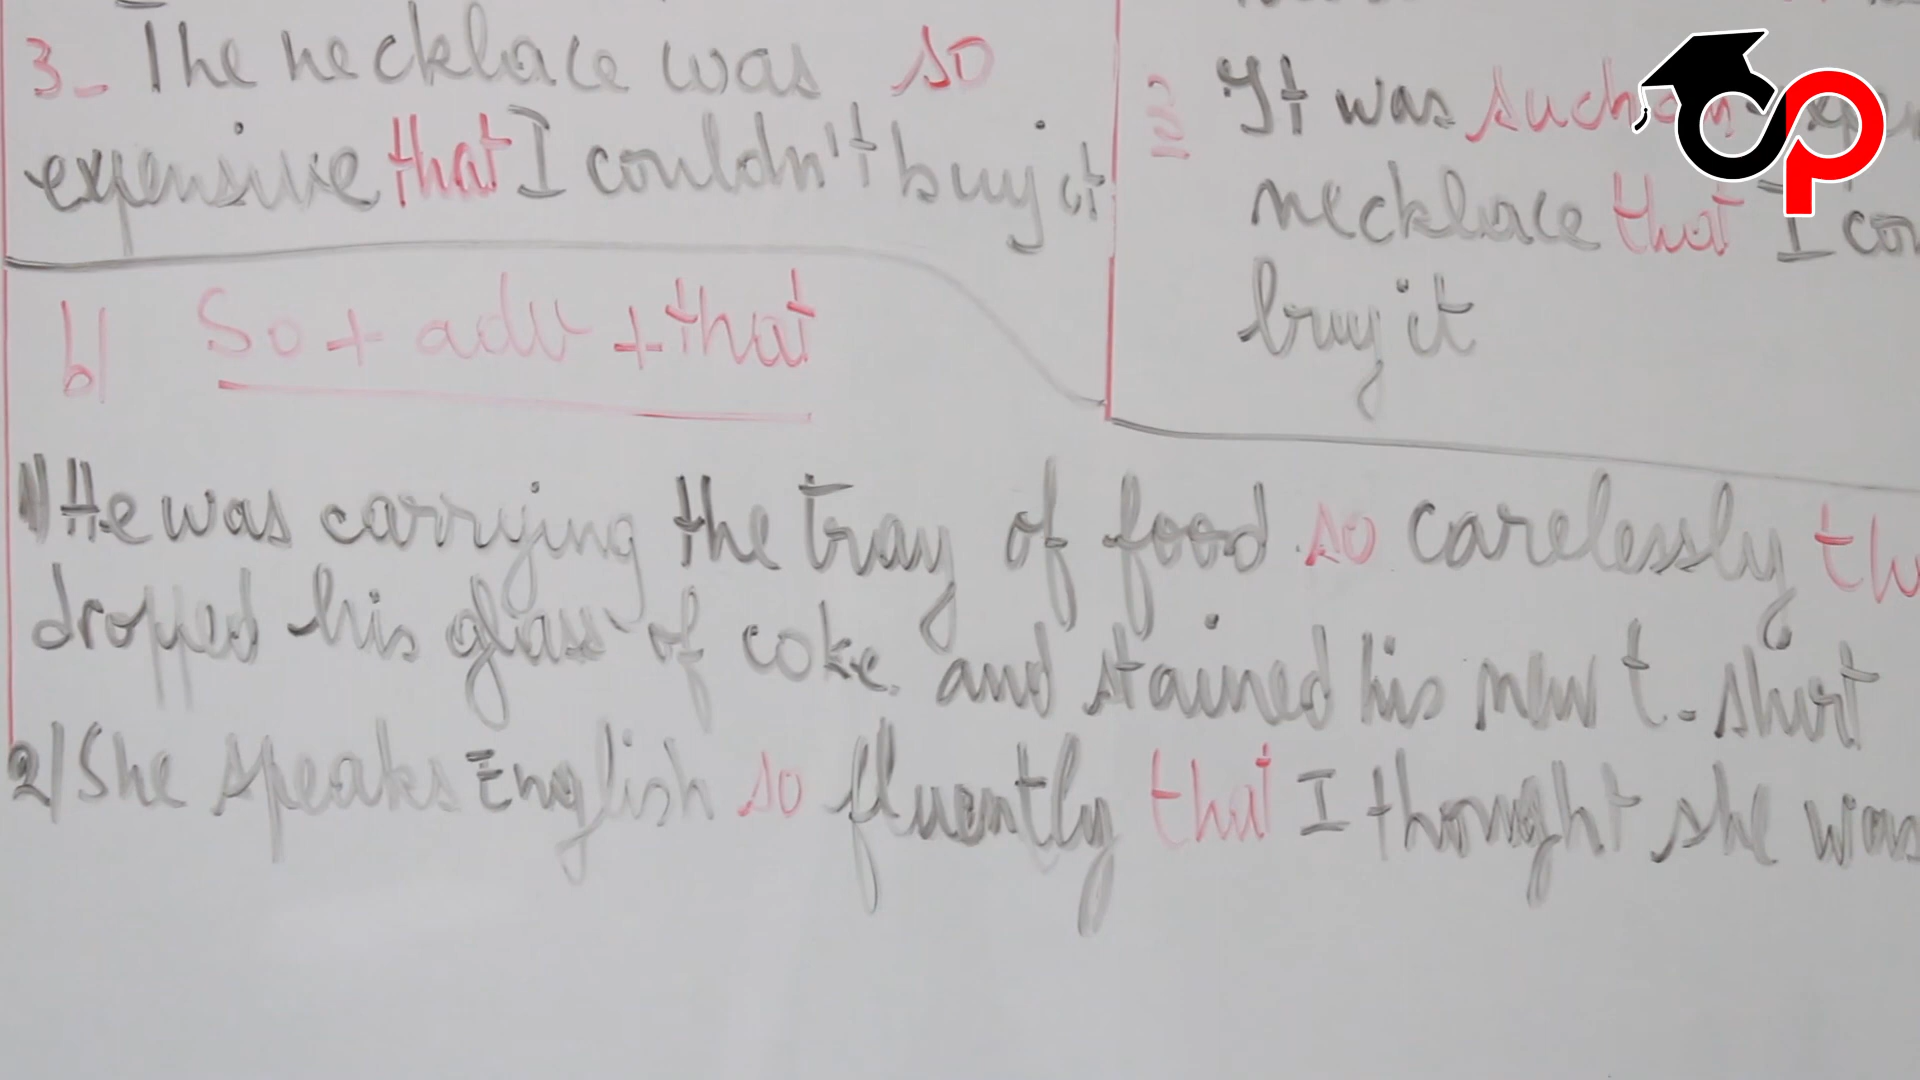 3_ The necklace was so
expensive that I couldn't buy it
= It was such an
necklace that I
buy it
b/ So + adv + that
1) He was carrying the tray of food so carelessly
dropped his glass of coke and stained his new t-shirt
2/ She speaks English so fluently that I thought she was